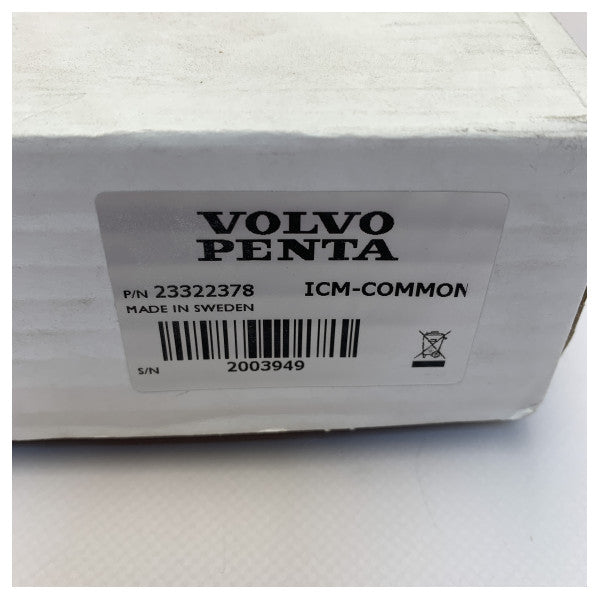 VOLVO
PENTA
P/N 23322378 ICM-COMMON
MADE IN SWEDEN
S/N 2003949